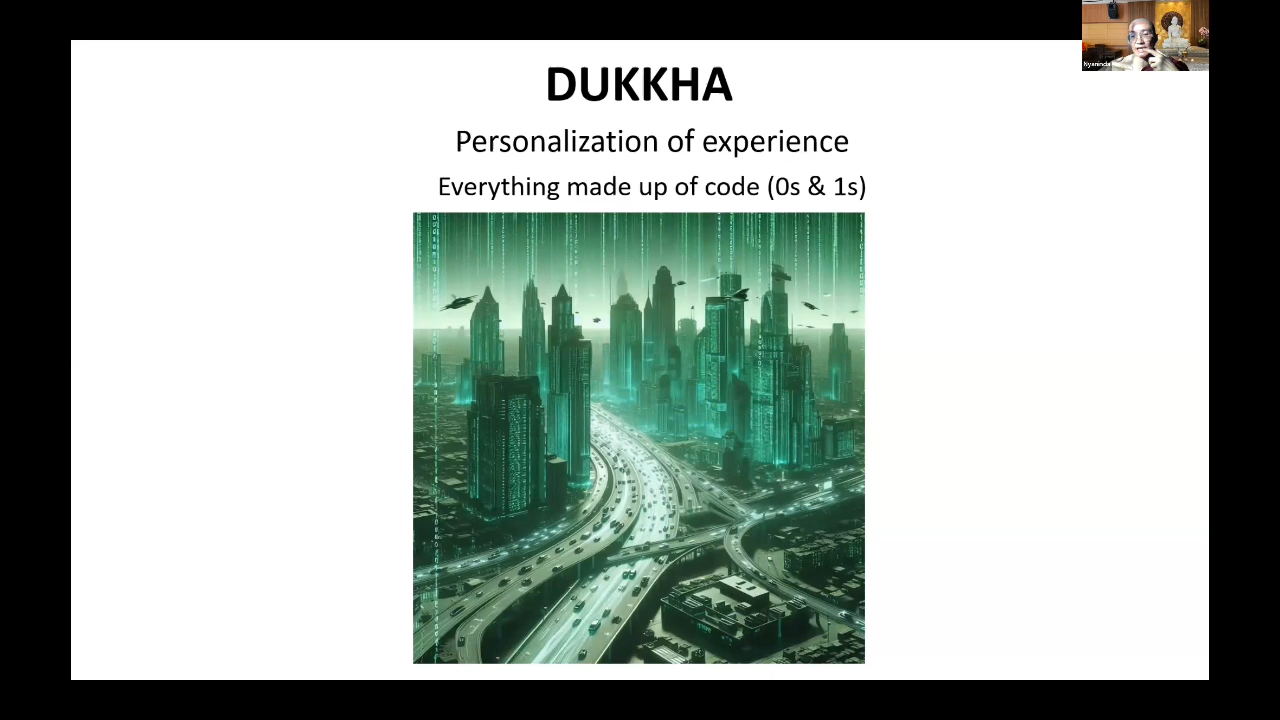 DUKKHA
Personalization of experience
Everything made up of code (0s & 1s)
Nyaninda